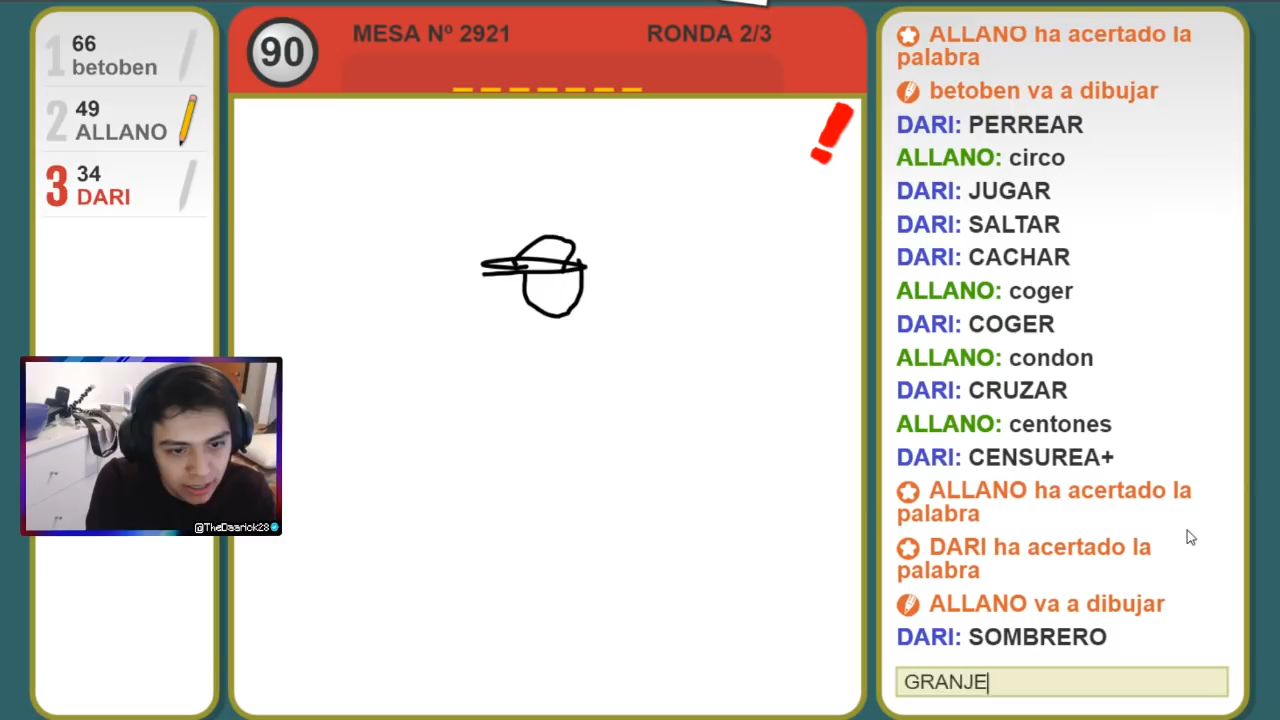 1 66
betoben
2 49
ALLANO
3 34
DARI
90
MESA Nº 2921
RONDA 2/3
_ _ _ _ _ _ _
!
@TheDaarick28
ALLANO ha acertado la
palabra
betoben va a dibujar
DARI: PERREAR
ALLANO: circo
DARI: JUGAR
DARI: SALTAR
DARI: CACHAR
ALLANO: coger
DARI: COGER
ALLANO: condon
DARI: CRUZAR
ALLANO: centones
DARI: CENSUREA+
ALLANO ha acertado la
palabra
DARI ha acertado la
palabra
ALLANO va a dibujar
DARI: SOMBRERO
GRANJE